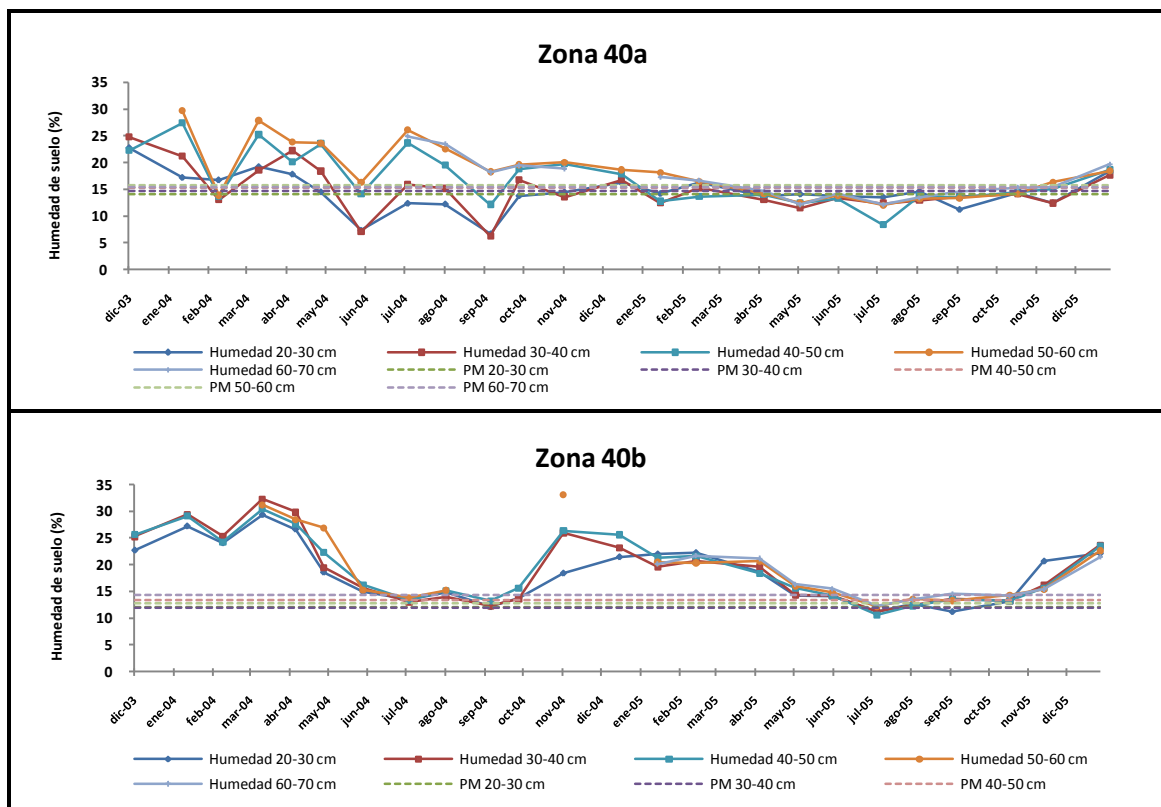 Zona 40a
Humedad de suelo (%)
35
30
25
20
15
10
5
0
dic-03 ene-04 feb-04 mar-04 abr-04 may-04 jun-04 jul-04 ago-04 sep-04 oct-04 nov-04 dic-04 ene-05 feb-05 mar-05 abr-05 may-05 jun-05 jul-05 ago-05 sep-05 oct-05 nov-05 dic-05
Humedad 20-30 cm Humedad 30-40 cm Humedad 40-50 cm Humedad 50-60 cm
Humedad 60-70 cm PM 20-30 cm PM 30-40 cm PM 40-50 cm
PM 50-60 cm PM 60-70 cm
Zona 40b
Humedad de suelo (%)
35
30
25
20
15
10
5
0
dic-03 ene-04 feb-04 mar-04 abr-04 may-04 jun-04 jul-04 ago-04 sep-04 oct-04 nov-04 dic-04 ene-05 feb-05 mar-05 abr-05 may-05 jun-05 jul-05 ago-05 sep-05 oct-05 nov-05 dic-05
Humedad 20-30 cm Humedad 30-40 cm Humedad 40-50 cm Humedad 50-60 cm
Humedad 60-70 cm PM 20-30 cm PM 30-40 cm PM 40-50 cm